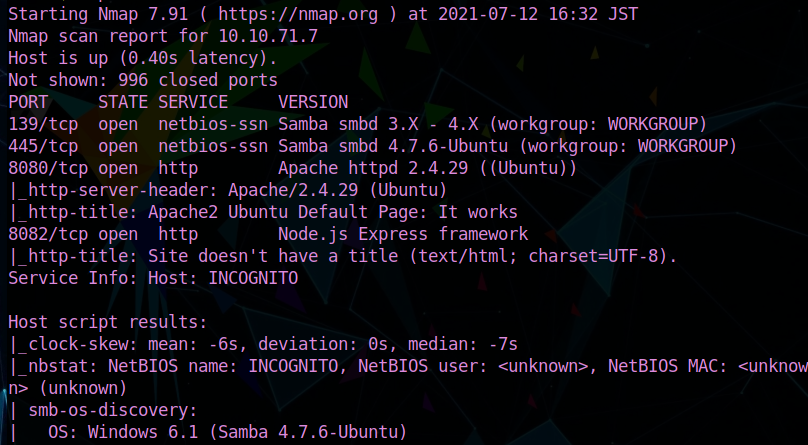 Starting Nmap 7.91 ( https://nmap.org ) at 2021-07-12 16:32 JST
Nmap scan report for 10.10.71.7
Host is up (0.40s latency).
Not shown: 996 closed ports
PORT     STATE SERVICE     VERSION
139/tcp  open  netbios-ssn Samba smbd 3.X - 4.X (workgroup: WORKGROUP)
445/tcp  open  netbios-ssn Samba smbd 4.7.6-Ubuntu (workgroup: WORKGROUP)
8080/tcp open  http        Apache httpd 2.4.29 ((Ubuntu))
|_http-server-header: Apache/2.4.29 (Ubuntu)
|_http-title: Apache2 Ubuntu Default Page: It works
8082/tcp open  http        Node.js Express framework
|_http-title: Site doesn't have a title (text/html; charset=UTF-8).
Service Info: Host: INCOGNITO

Host script results:
|_clock-skew: mean: -6s, deviation: 0s, median: -7s
|_nbstat: NetBIOS name: INCOGNITO, NetBIOS user: <unknown>, NetBIOS MAC: <unknow
n> (unknown)
| smb-os-discovery:
|   OS: Windows 6.1 (Samba 4.7.6-Ubuntu)